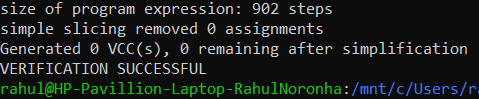 size of program expression: 902 steps
simple slicing removed 0 assignments
Generated 0 VCC(s), 0 remaining after simplification
VERIFICATION SUCCESSFUL
rahul@HP-Pavillion-Laptop-RahulNoronha:/mnt/c/Users/ra